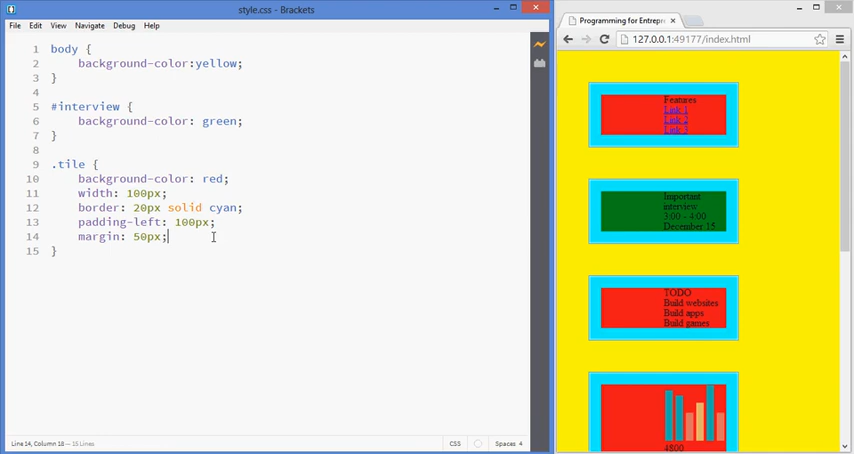 style.css - Brackets
File Edit View Navigate Debug Help
1 body {
2 background-color:yellow;
3 }
4
5 #interview {
6 background-color: green;
7 }
8
9 .tile {
10 background-color: red;
11 width: 100px;
12 border: 20px solid cyan;
13 padding-left: 100px;
14 margin: 50px;
15 }
Line 14, Column 18 — 15 Lines
CSS
Spaces: 4
Programming for Entrepr
127.0.0.1:49177/index.html
Features
Link 1
Link 2
Link 3
Important
interview
3:00 - 4:00
December 15
TODO
Build websites
Build apps
Build games
4800